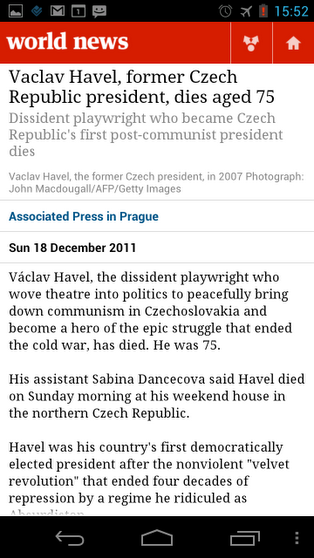 15:52
world news
Vaclav Havel, former Czech
Republic president, dies aged 75
Dissident playwright who became Czech
Republic's first post-communist president
dies
Vaclav Havel, the former Czech president, in 2007 Photograph:
John Macdougall/AFP/Getty Images
Associated Press in Prague
Sun 18 December 2011
Václav Havel, the dissident playwright who
wove theatre into politics to peacefully bring
down communism in Czechoslovakia and
become a hero of the epic struggle that ended
the cold war, has died. He was 75.
His assistant Sabina Dancecova said Havel died
on Sunday morning at his weekend house in
the northern Czech Republic.
Havel was his country's first democratically
elected president after the nonviolent "velvet
revolution" that ended four decades of
repression by a regime he ridiculed as